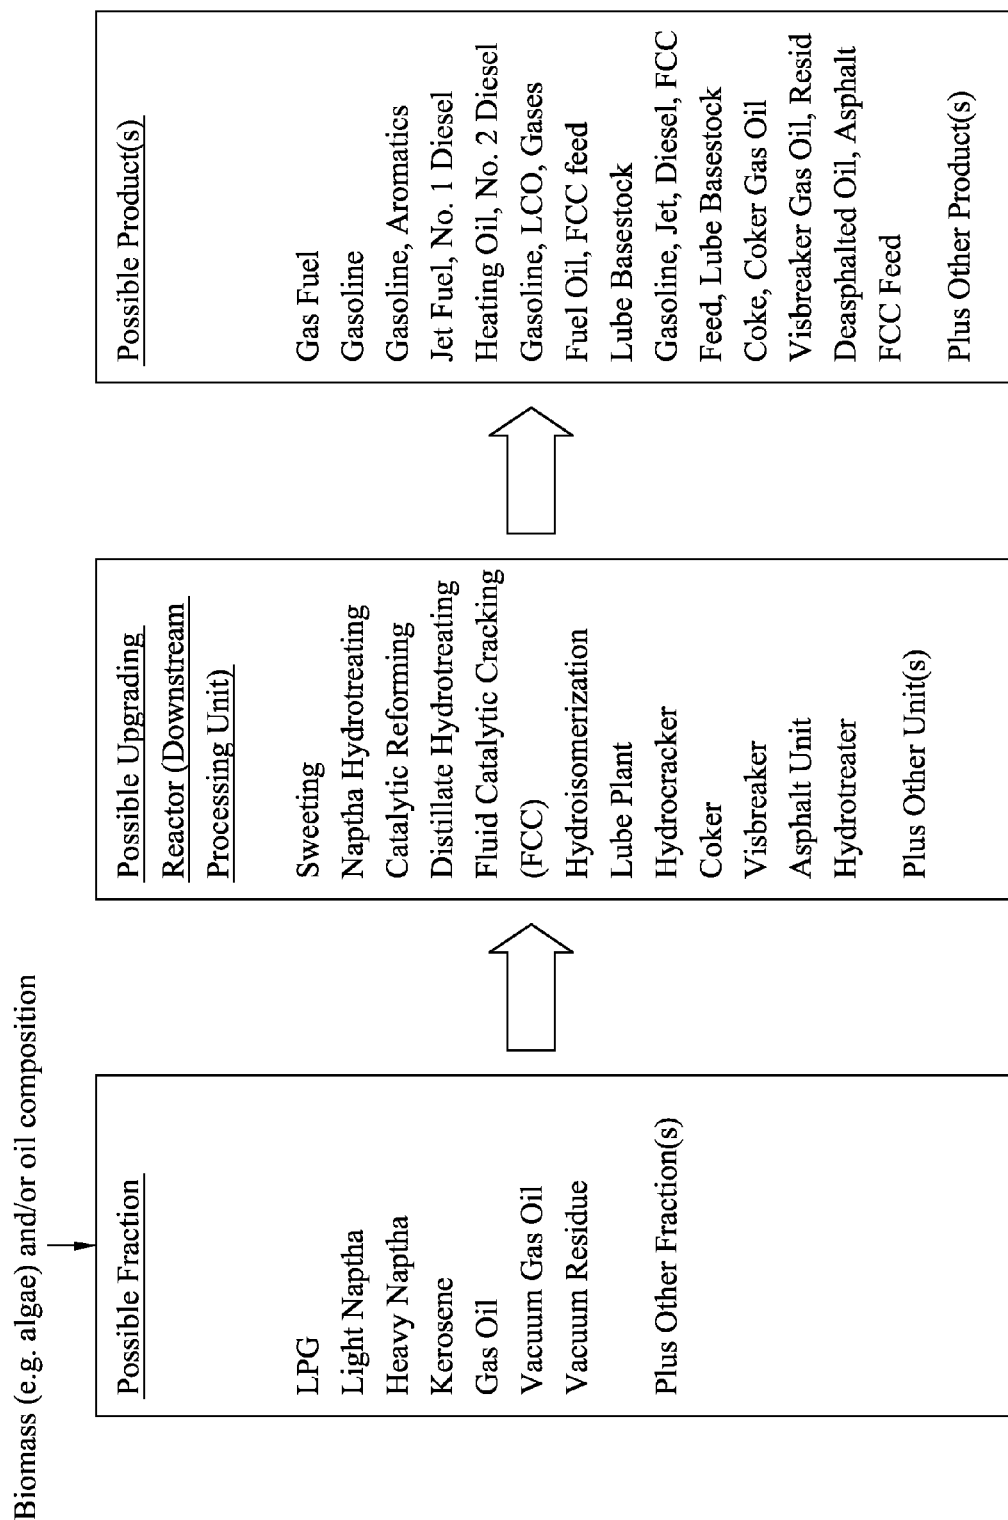 Biomass (e.g. algae) and/or oil composition
Possible Fraction
LPG
Light Naptha
Heavy Naptha
Kerosene
Gas Oil
Vacuum Gas Oil
Vacuum Residue
Plus Other Fraction(s)
Possible Upgrading
Reactor (Downstream
Processing Unit)
Sweeting
Naptha Hydrotreating
Catalytic Reforming
Distillate Hydrotreating
Fluid Catalytic Cracking
(FCC)
Hydroisomerization
Lube Plant
Hydrocracker
Coker
Visbreaker
Asphalt Unit
Hydrotreater
Plus Other Unit(s)
Possible Product(s)
Gas Fuel
Gasoline
Gasoline, Aromatics
Jet Fuel, No. 1 Diesel
Heating Oil, No. 2 Diesel
Gasoline, LCO, Gases
Fuel Oil, FCC feed
Lube Basestock
Gasoline, Jet, Diesel, FCC
Feed, Lube Basestock
Coke, Coker Gas Oil
Visbreaker Gas Oil, Resid
Deasphalted Oil, Asphalt
FCC Feed
Plus Other Product(s)